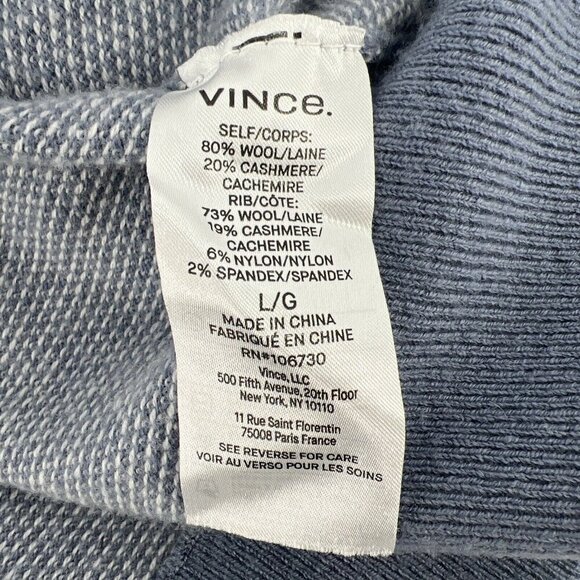 VINCe.
SELF/CORPS:
80% WOOL/LAINE
20% CASHMERE/
CACHEMIRE
RIB/CÔTE:
73% WOOL/LAINE
19% CASHMERE/
CACHEMIRE
6% NYLON/NYLON
2% SPANDEX/SPANDEX
L/G
MADE IN CHINA
FABRIQUÉ EN CHINE
RN#106730
Vince, LLC
500 Fifth Avenue, 20th Floor
New York, NY 10110
11 Rue Saint Florentin
75008 Paris France
SEE REVERSE FOR CARE
VOIR AU VERSO POUR LES SOINS